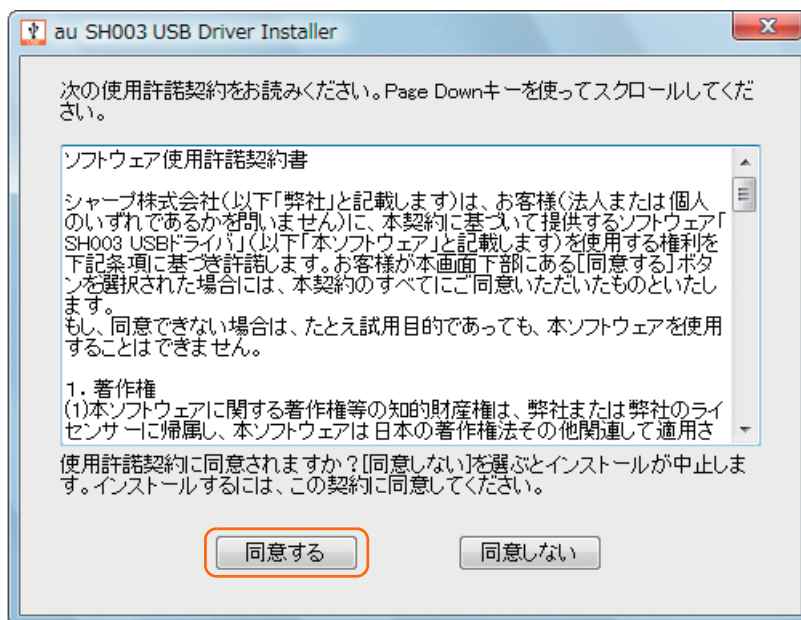 au SH003 USB Driver Installer
次の使用許諾契約をお読みください。Page Downキーを使ってスクロールしてくだ
さい。
ソフトウェア使用許諾契約書
シャープ株式会社(以下「弊社」と記載します)は、お客様(法人または個人
のいずれであるかを問いません)に、本契約に基づいて提供するソフトウェア「
SH003 USBドライバ」(以下「本ソフトウェア」と記載します)を使用する権利を
下記条項に基づき許諾します。お客様が本画面下部にある[同意する]ボタ
ンを選択された場合には、本契約のすべてにご同意いただいたものといたし
ます。
もし、同意できない場合は、たとえ試用目的であっても、本ソフトウェアを使用
することはできません。
1. 著作権
(1)本ソフトウェアに関する著作権等の知的財産権は、弊社または弊社のライ
センサーに帰属し、本ソフトウェアは日本の著作権法その他関連して適用さ
使用許諾契約に同意されますか?[同意しない]を選ぶとインストールが中止しま
す。インストールするには、この契約に同意してください。
同意する
同意しない